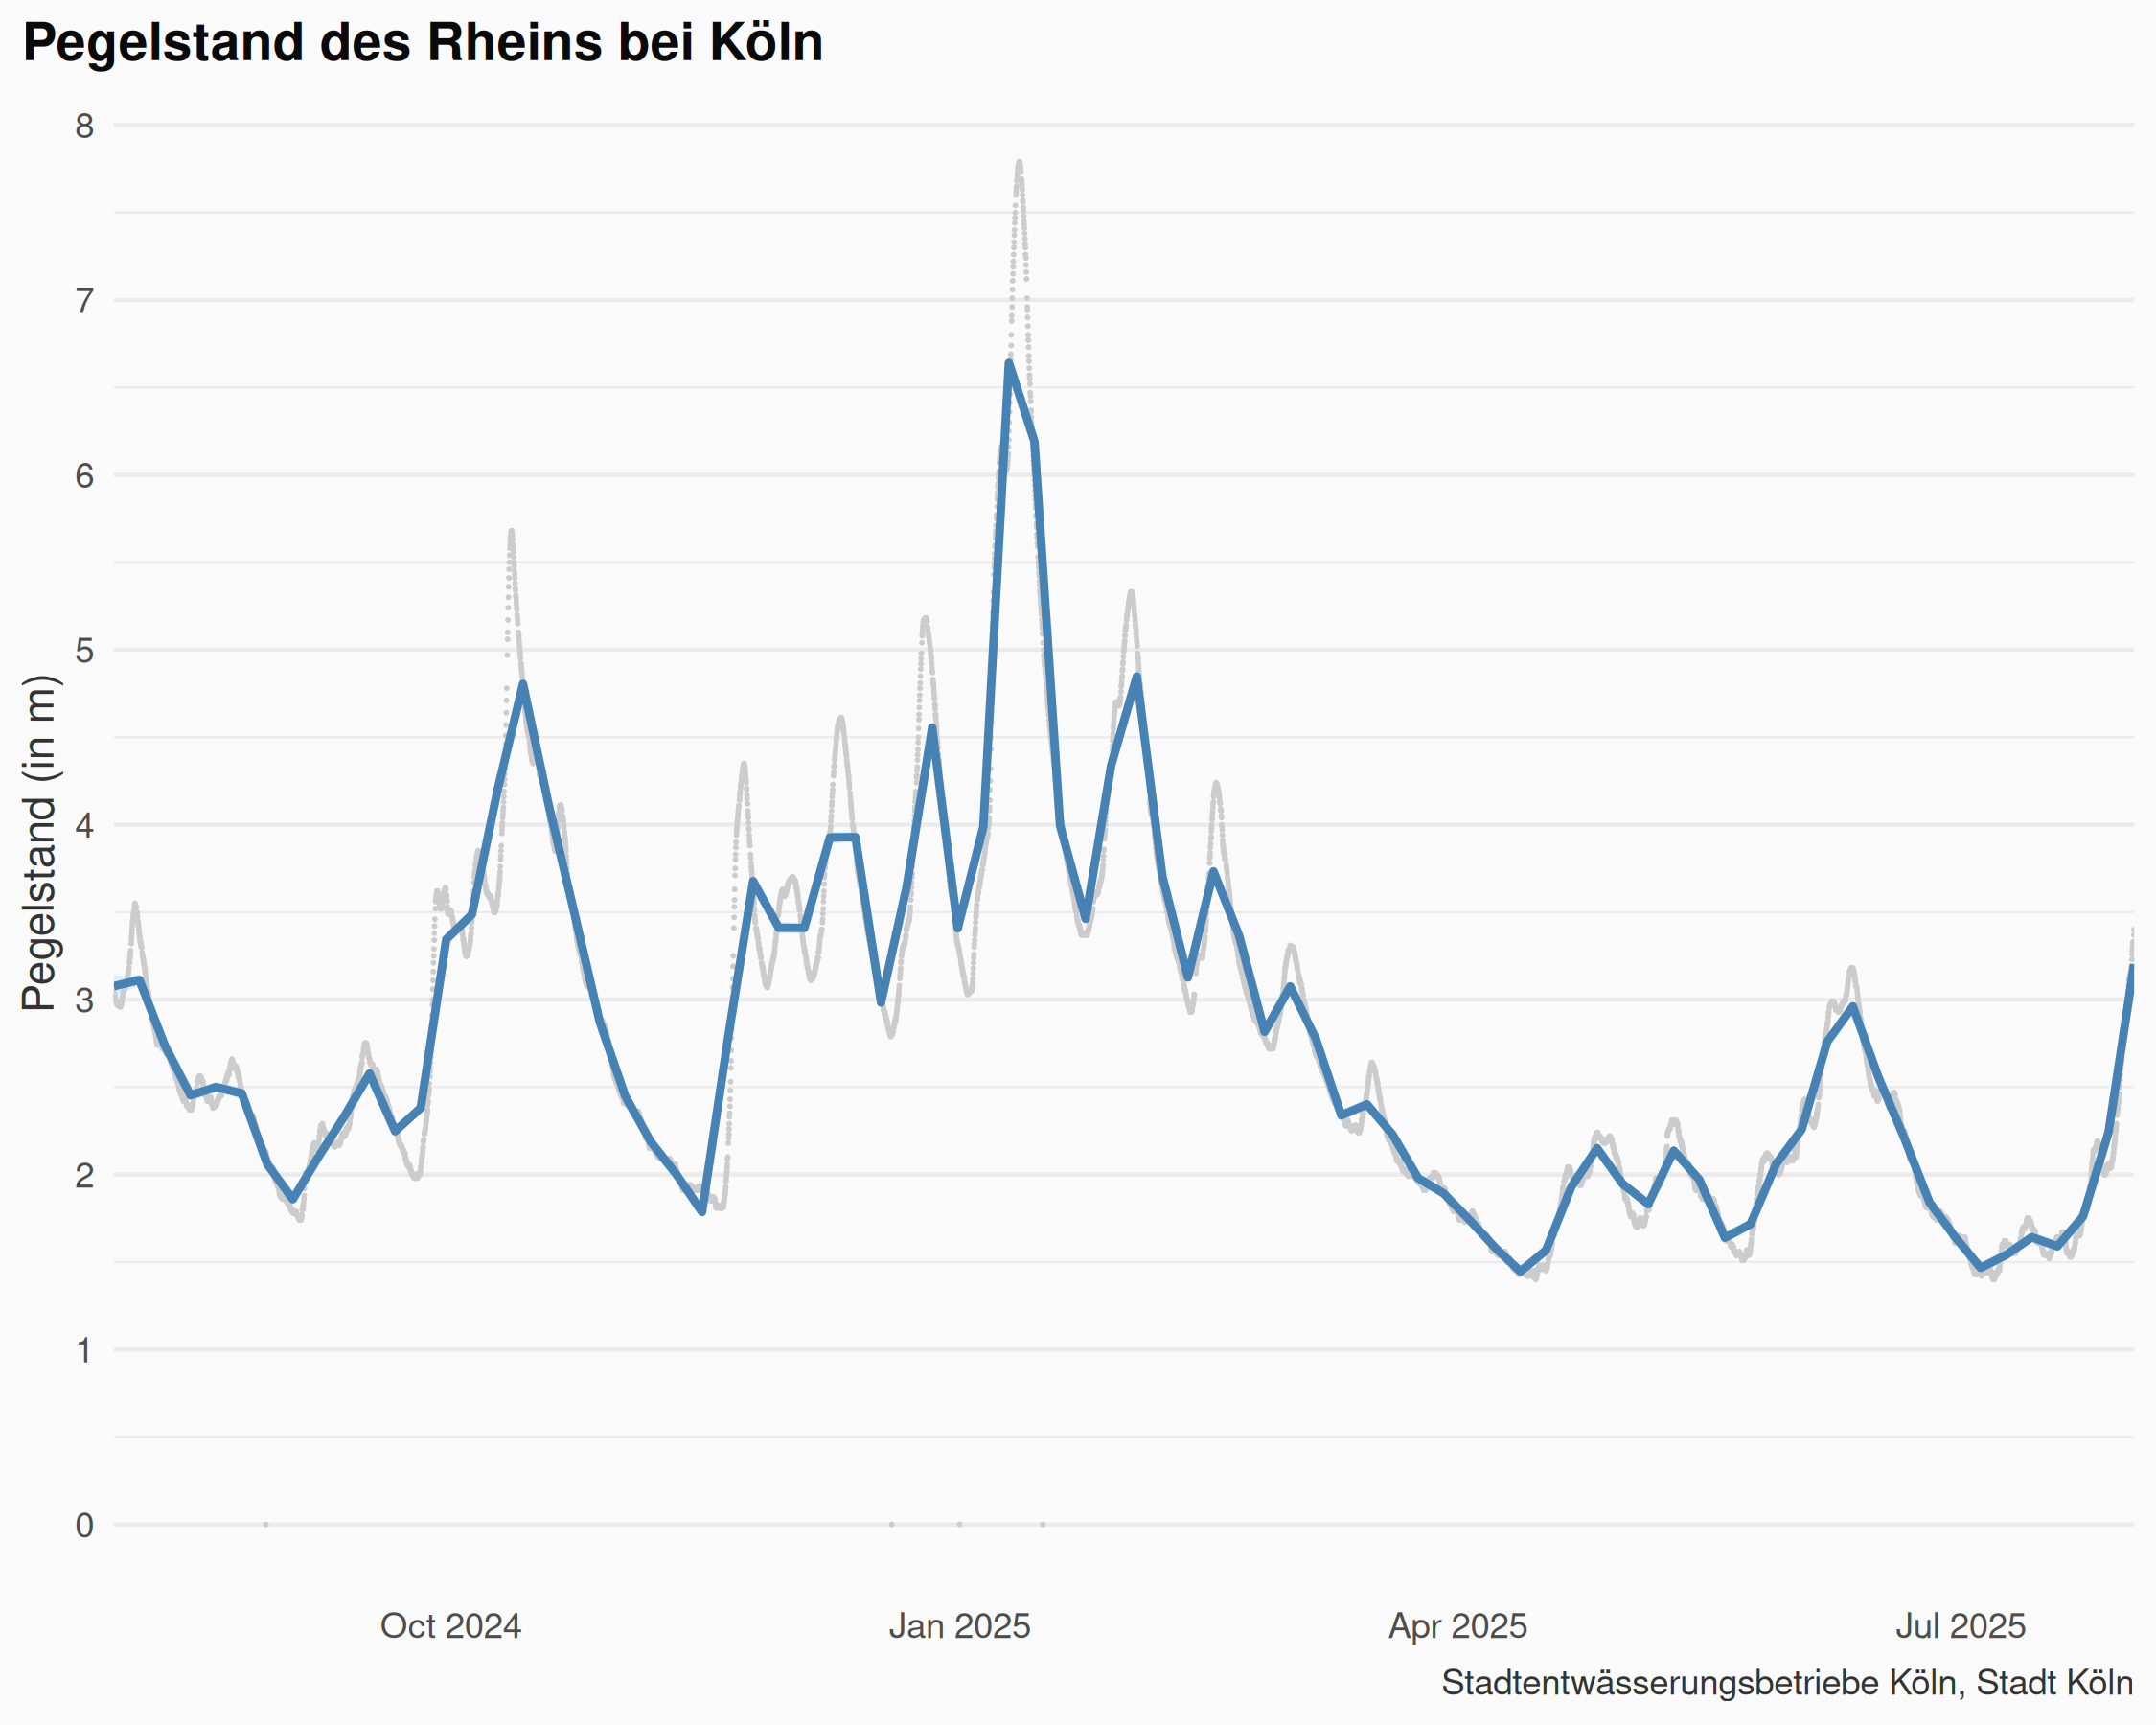 Pegelstand des Rheins bei Köln
Pegelstand (in m)
8
7
6
5
4
3
2
1
0
Oct 2024 Jan 2025 Apr 2025 Jul 2025
Stadtentwässerungsbetriebe Köln, Stadt Köln